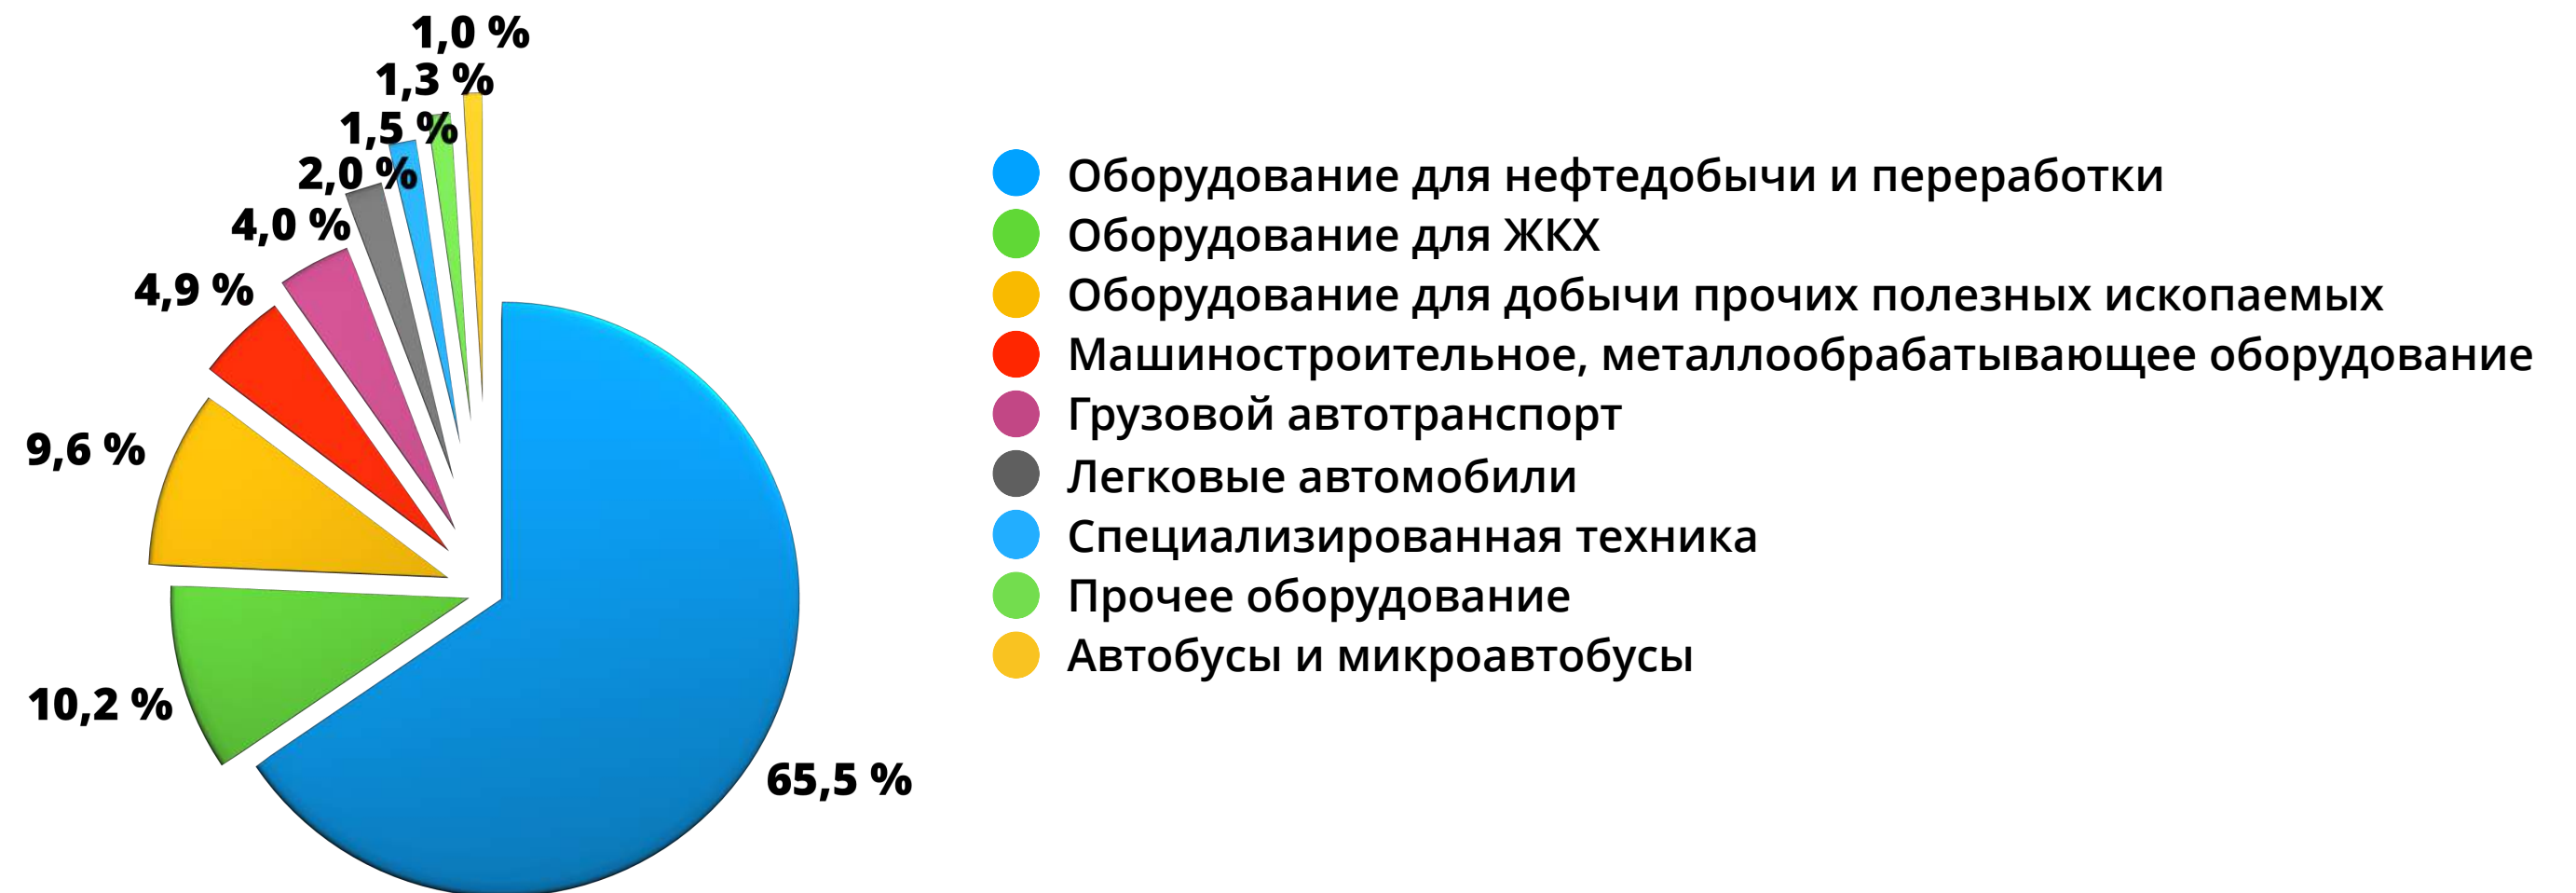 1,0 %
1,3 %
1,5 %
2,0 %
4,0 %
4,9 %
9,6 %
10,2 %
65,5 %
Оборудование для нефтедобычи и переработки
Оборудование для ЖКХ
Оборудование для добычи прочих полезных ископаемых
Машиностроительное, металлообрабатывающее оборудование
Грузовой автотранспорт
Легковые автомобили
Специализированная техника
Прочее оборудование
Автобусы и микроавтобусы